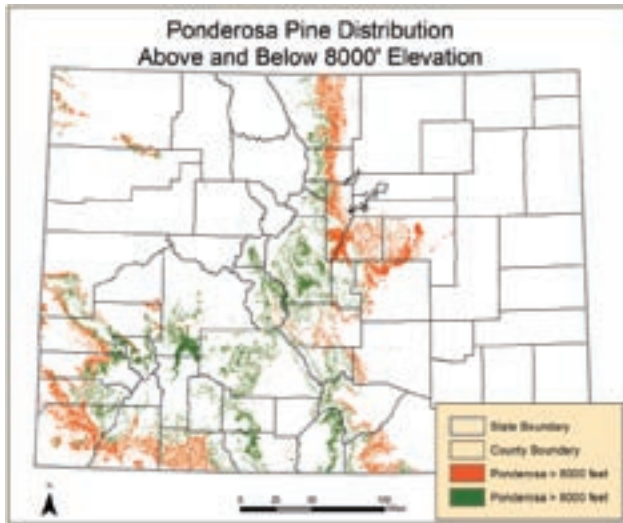 Ponderosa Pine Distribution
Above and Below 8000' Elevation
State Boundary
County Boundary
Ponderosa 8000 feet
Ponderosa > 8000 feet